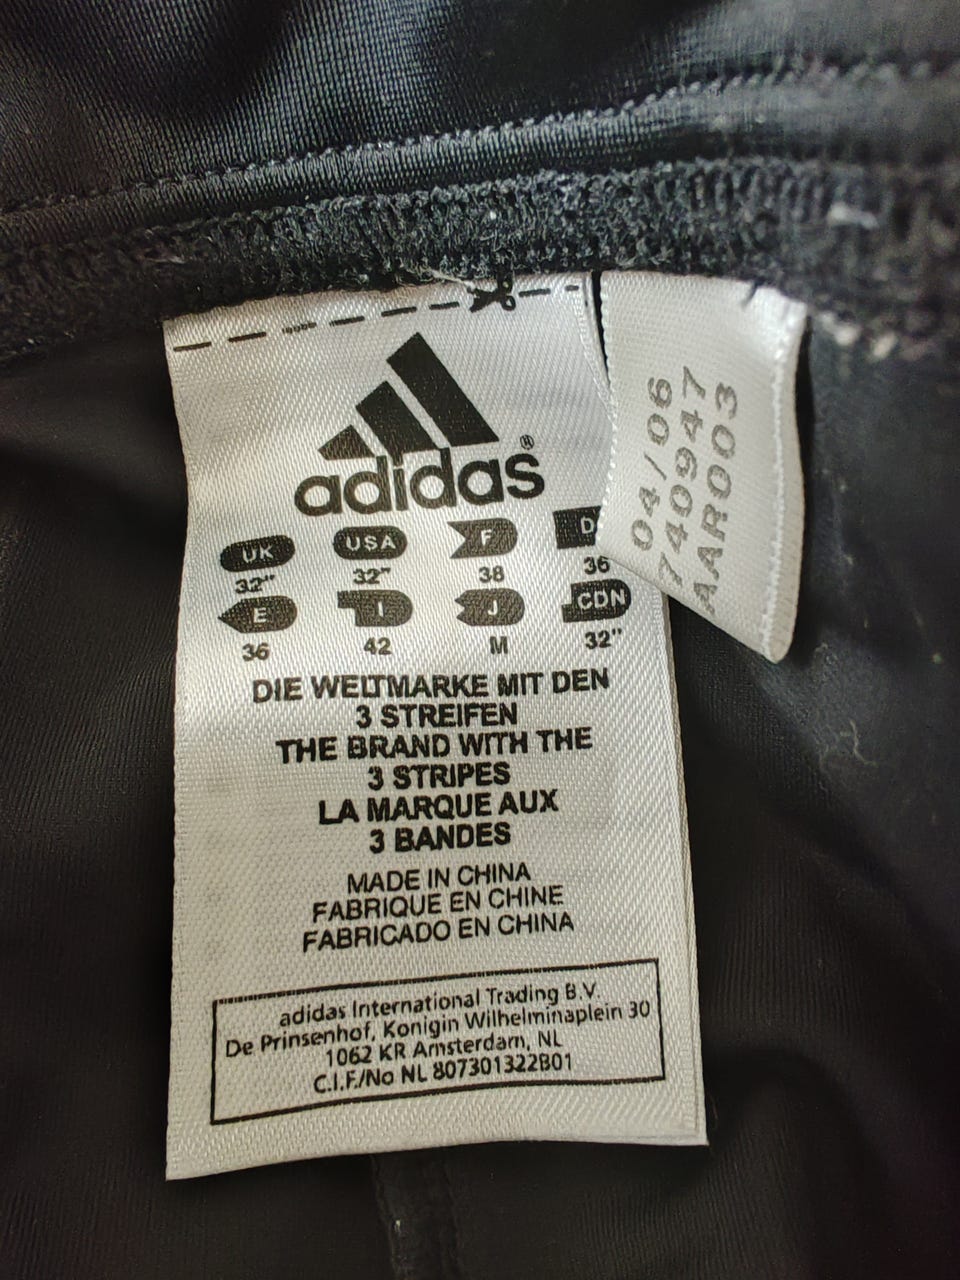 adidas®
UK USA F D
32" 32" 38 36
E I J CDN
36 42 M 32"
DIE WELTMARKE MIT DEN
3 STREIFEN
THE BRAND WITH THE
3 STRIPES
LA MARQUE AUX
3 BANDES
MADE IN CHINA
FABRIQUE EN CHINE
FABRICADO EN CHINA
adidas International Trading B.V.
De Prinsenhof, Konigin Wilhelminaplein 30
1062 KR Amsterdam, NL
C.I.F./No NL 807301322B01
04/06
740947
AAR003